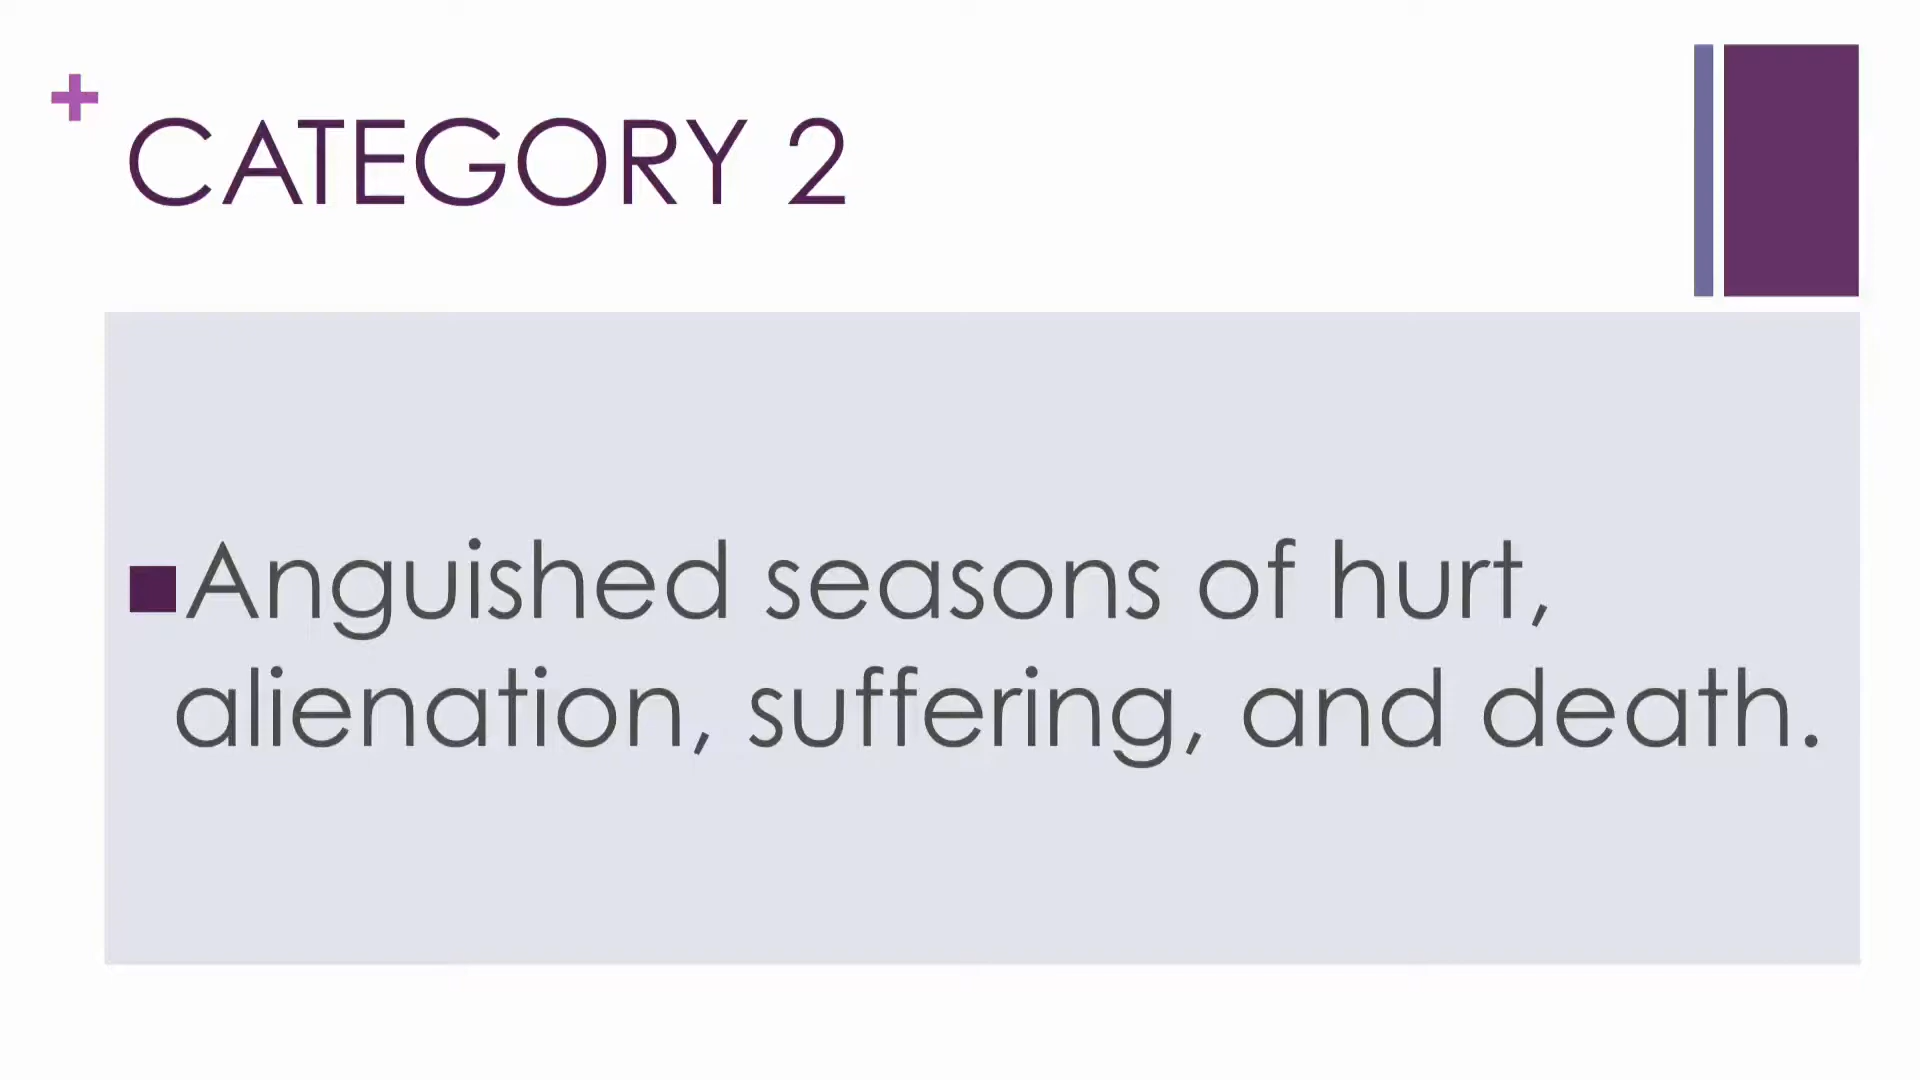 +
CATEGORY 2
■Anguished seasons of hurt,
alienation, suffering, and death.